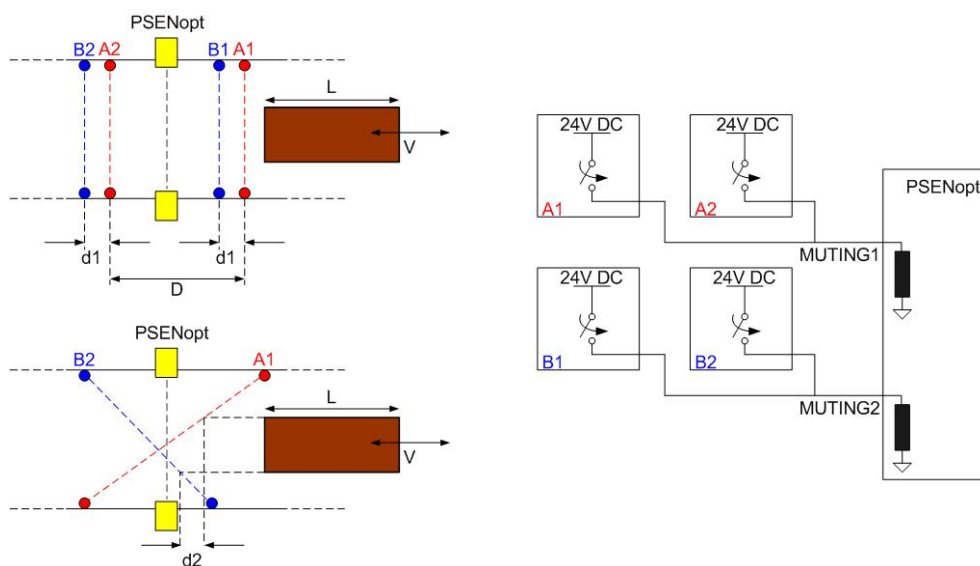 PSENopt
B2 A2 B1 A1
L
V
d1 d1
D
PSENopt
B2 A1
L
V
d2
24V DC 24V DC
A1 A2
PSENopt
MUTING1
24V DC 24V DC
B1 B2
MUTING2